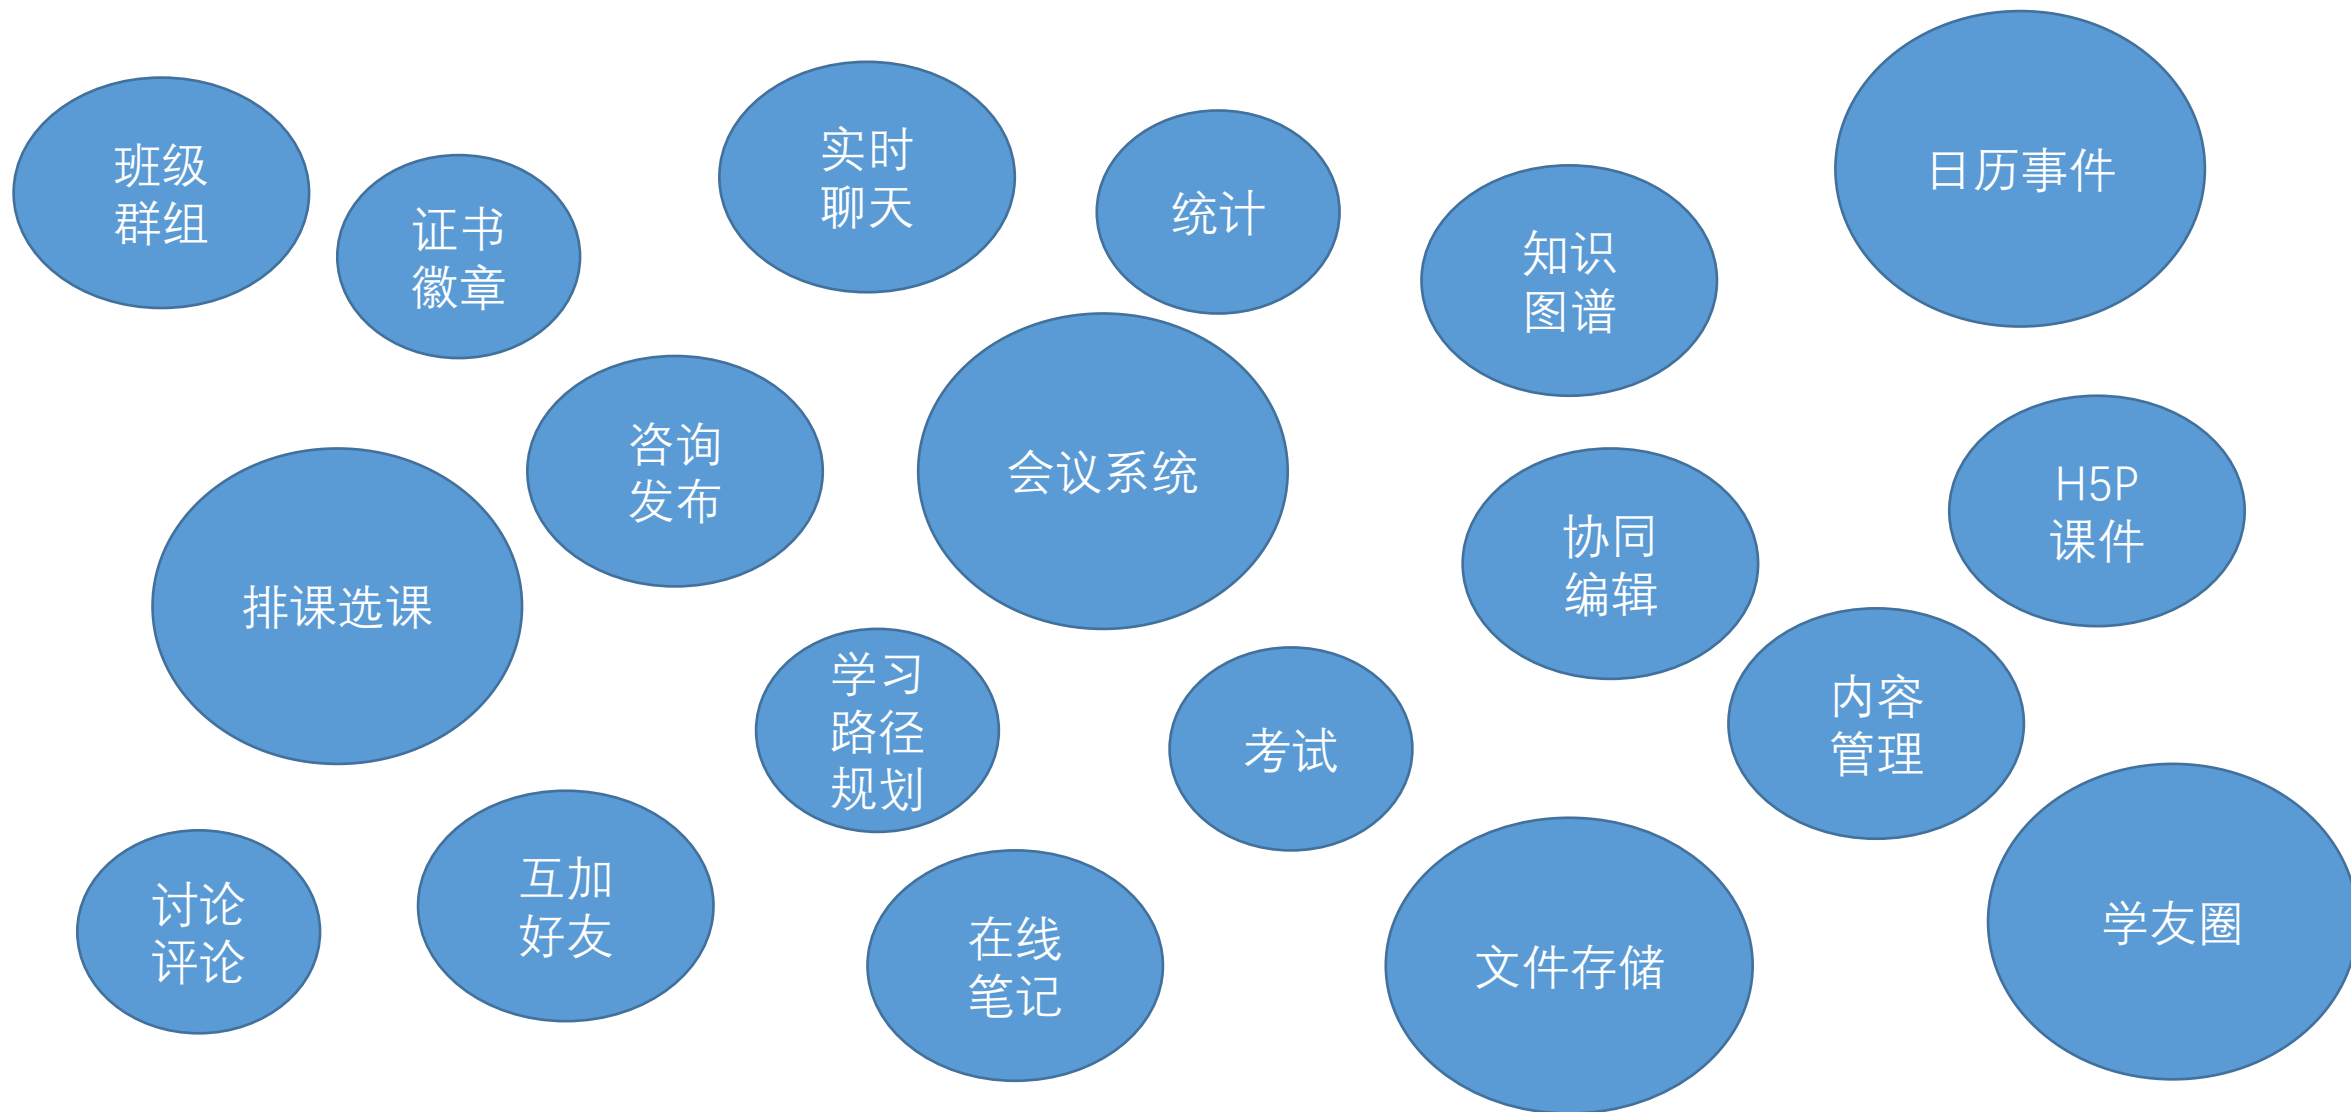 班级
群组
证书
徽章
实时
聊天
统计
知识
图谱
日历事件
咨询
发布
会议系统
排课选课
协同
编辑
H5P
课件
学习
路径
规划
考试
内容
管理
讨论
评论
互加
好友
在线
笔记
文件存储
学友圈